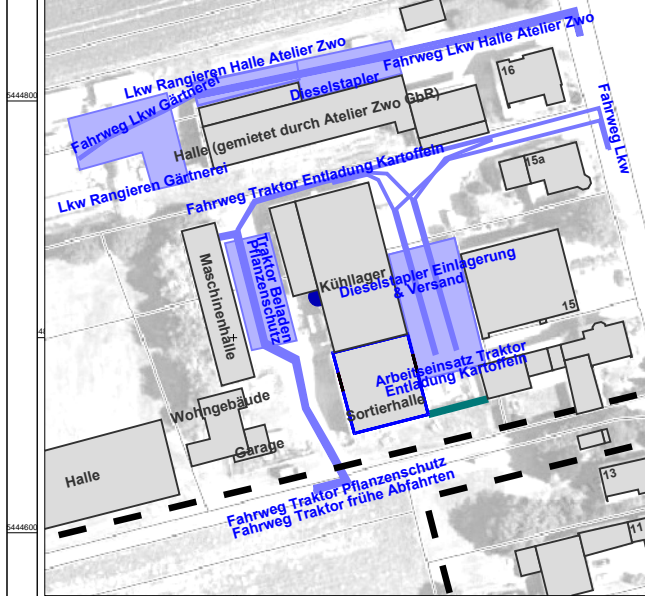 Lkw Rangieren Halle Atelier Zwo
Fahrweg Lkw Halle Atelier Zwo
16
Dieselstapler
5444800
Fahrweg Lkw Gärtnerei
Halle (gemietet durch Atelier Zwo GbR)
Fahrweg Lkw
15a
Lkw Rangieren Gärtnerei
Fahrweg Traktor Entladung Kartoffeln
Traktor Beladen
Pflanzenschutz
Maschinenhalle
Kühllager
Dieselstapler Einlagerung
& Versand
15
Arbeitseinsatz Traktor
Entladung Kartoffeln
Wohngebäude
Sortierhalle
Garage
Halle
13
Fahrweg Traktor Pflanzenschutz
Fahrweg Traktor frühe Abfahrten
5444600
11